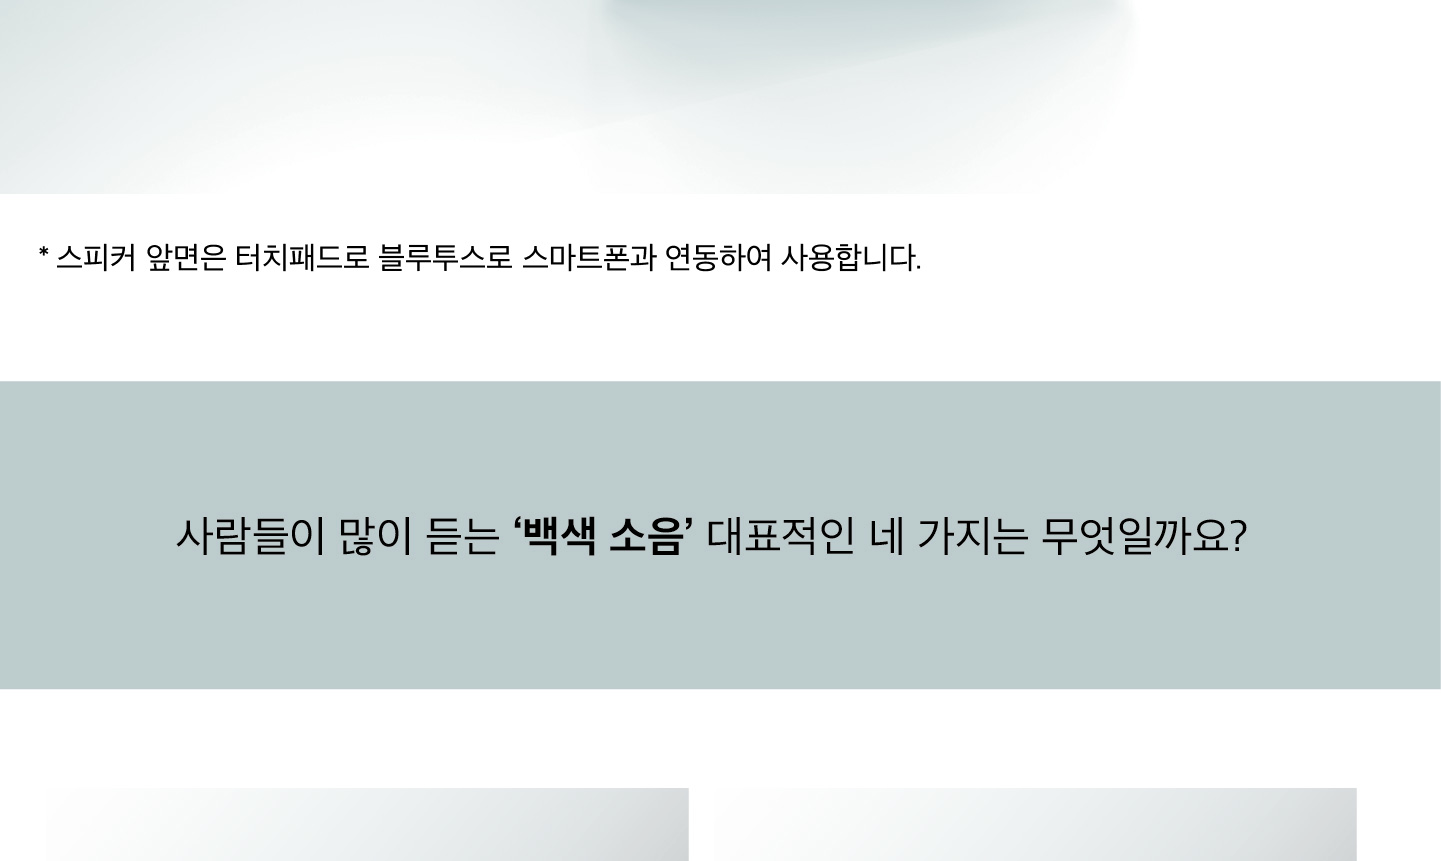 * 스피커 앞면은 터치패드로 블루투스로 스마트폰과 연동하여 사용합니다.
사람들이 많이 듣는 ‘백색 소음’ 대표적인 네 가지는 무엇일까요?